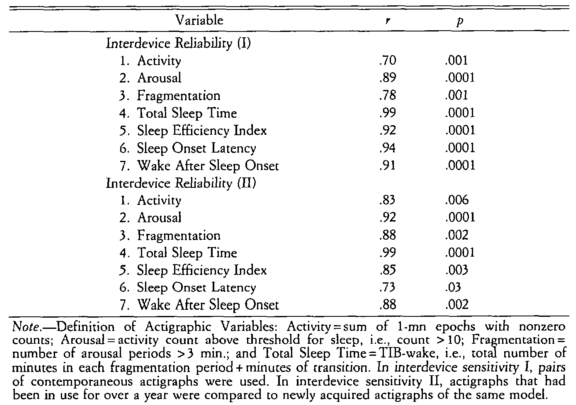 Variable r p
Interdevice Reliability (I)
1. Activity .70 .001
2. Arousal .89 .0001
3. Fragmentation .78 .001
4. Total Sleep Time .99 .0001
5. Sleep Efficiency Index .92 .0001
6. Sleep Onset Latency .94 .0001
7. Wake After Sleep Onset .91 .0001
Interdevice Reliability (II)
1. Activity .83 .006
2. Arousal .92 .0001
3. Fragmentation .88 .002
4. Total Sleep Time .99 .0001
5. Sleep Efficiency Index .85 .003
6. Sleep Onset Latency .73 .03
7. Wake After Sleep Onset .88 .002
Note.—Definition of Actigraphic Variables: Activity=sum of 1-mn epochs with nonzero
counts; Arousal=activity count above threshold for sleep, i.e., count >10; Fragmentation=
number of arousal periods >3 min.; and Total Sleep Time=TIB-wake, i.e., total number of
minutes in each fragmentation period+minutes of transition. In interdevice sensitivity I, pairs
of contemporaneous actigraphs were used. In interdevice sensitivity II, actigraphs that had
been in use for over a year were compared to newly acquired actigraphs of the same model.